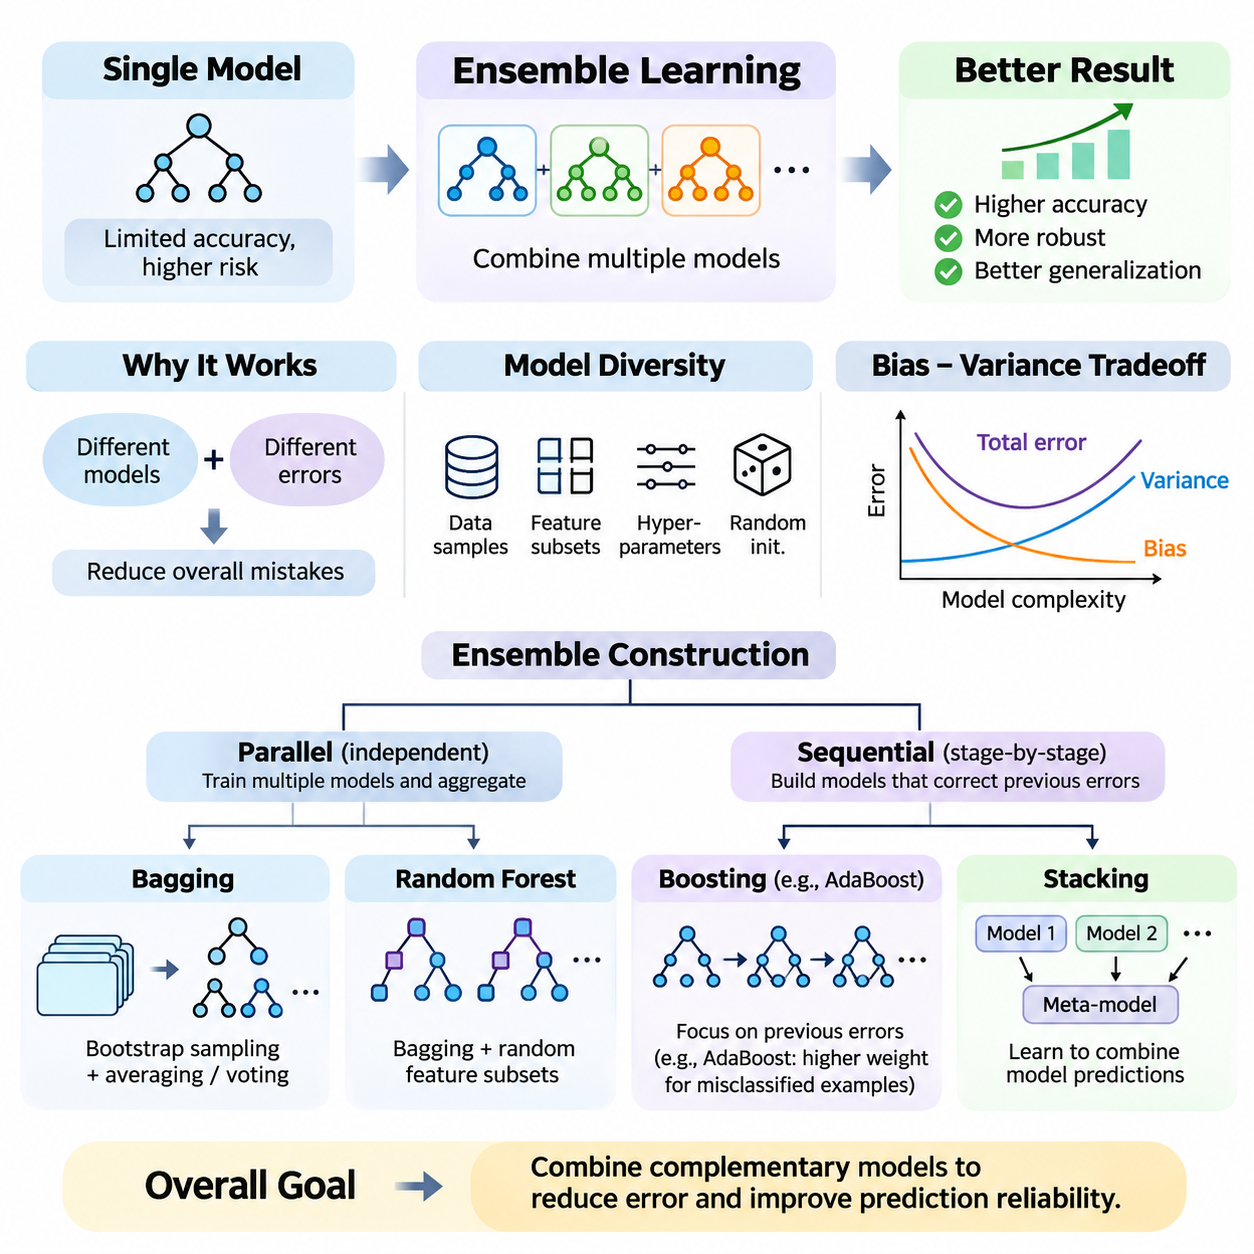 Single Model
Limited accuracy,
higher risk
Ensemble Learning
+ +
...
Combine multiple models
Better Result
Higher accuracy
More robust
Better generalization
Why It Works
Different
models
+
Different
errors
Reduce overall mistakes
Model Diversity
Data
samples
Feature
subsets
Hyper-
parameters
Random
init.
Bias – Variance Tradeoff
Error
Total error
Variance
Bias
Model complexity
Ensemble Construction
Parallel (independent)
Train multiple models and aggregate
Sequential (stage-by-stage)
Build models that correct previous errors
Bagging
...
Bootstrap sampling
+ averaging / voting
Random Forest
...
Bagging + random
feature subsets
Boosting (e.g., AdaBoost)
...
Focus on previous errors
(e.g., AdaBoost: higher weight
for misclassified examples)
Stacking
Model 1
Model 2
...
Meta-model
Learn to combine
model predictions
Overall Goal
Combine complementary models to
reduce error and improve prediction reliability.